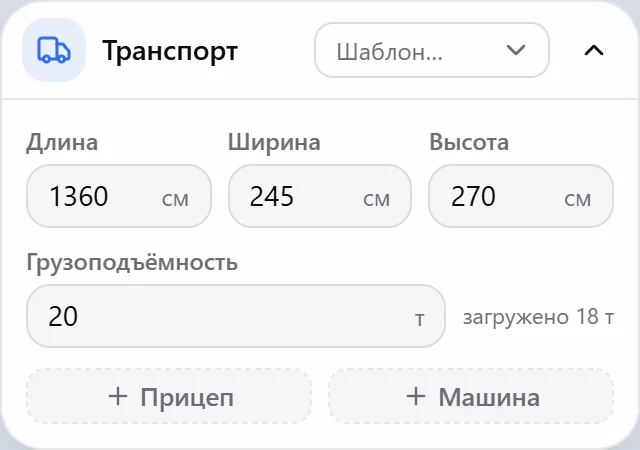 Транспорт
Шаблон...
Длина
Ширина
Высота
1360 см
245 см
270 см
Грузоподъёмность
20 т
загружено 18 т
+ Прицеп
+ Машина